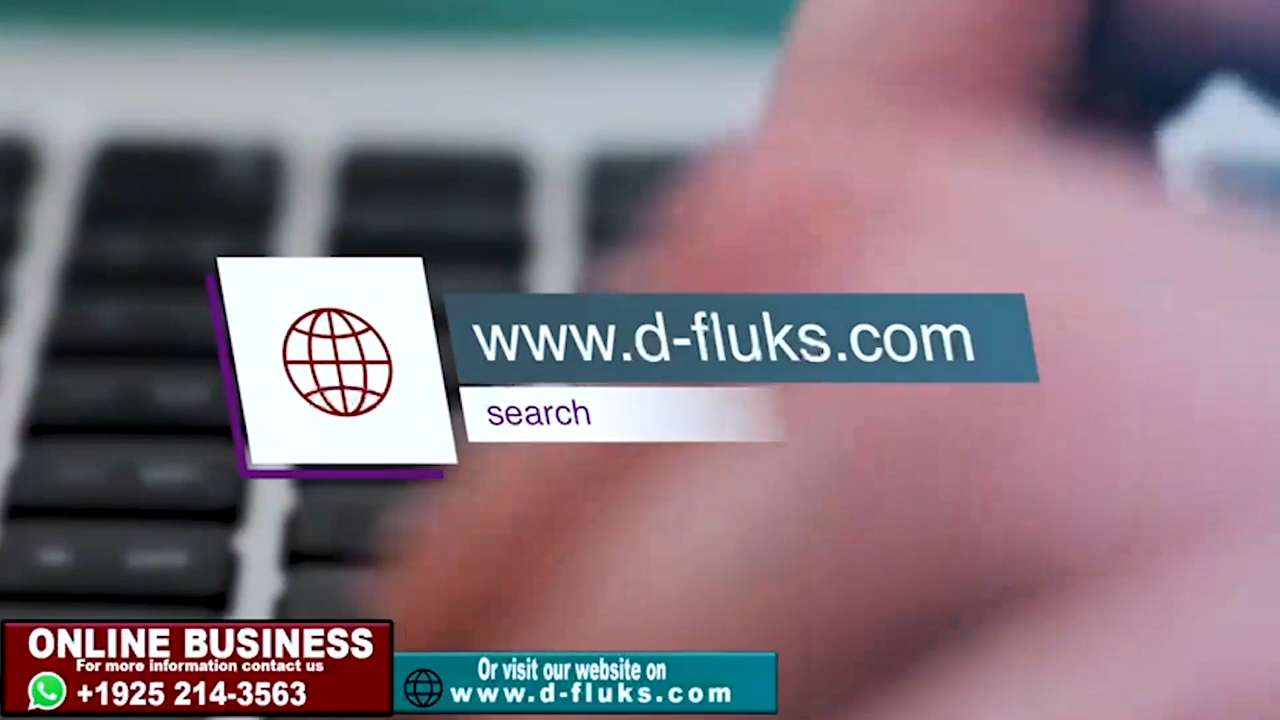 www.d-fluks.com
search
ONLINE BUSINESS
For more information contact us
+1925 214-3563
Or visit our website on
www.d-fluks.com